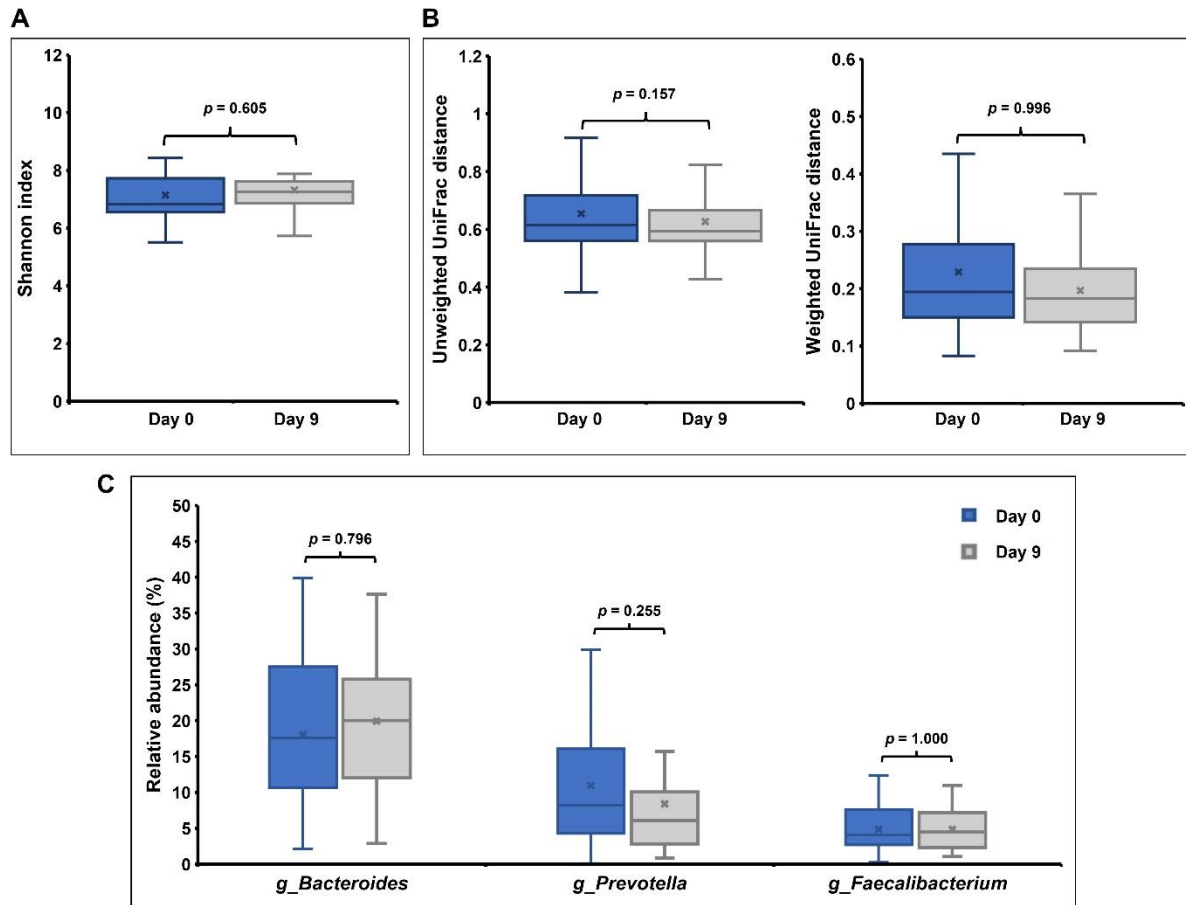 A
Shannon index
12
10
8
6
4
2
0
p = 0.605
Day 0
Day 9
B
Unweighted UniFrac distance
1.2
1
0.8
0.6
0.4
0.2
0
p = 0.157
Day 0
Day 9
Weighted UniFrac distance
0.6
0.5
0.4
0.3
0.2
0.1
0
p = 0.996
Day 0
Day 9
C
Relative abundance (%)
50
45
40
35
30
25
20
15
10
5
0
p = 0.796
p = 0.255
p = 1.000
Day 0
Day 9
g_Bacteroides
g_Prevotella
g_Faecalibacterium